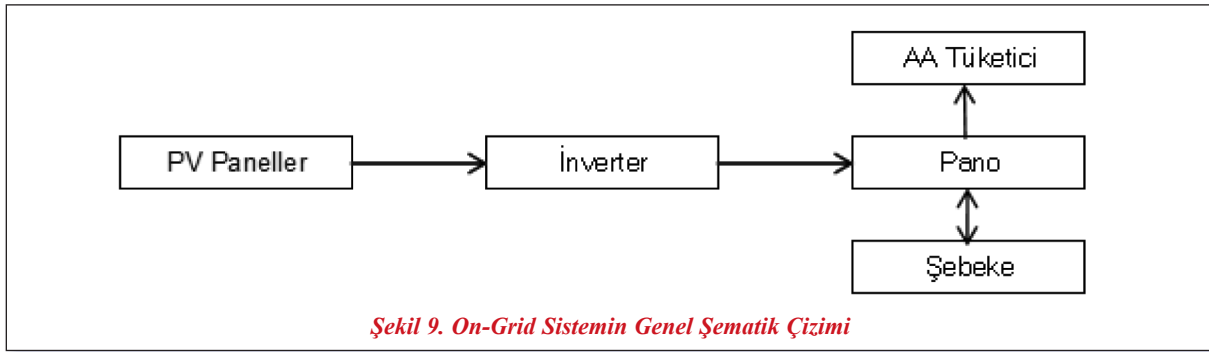 AA Tüketici
PV Paneller
İnverter
Pano
Şebeke
Şekil 9. On-Grid Sistemin Genel Şematik Çizimi